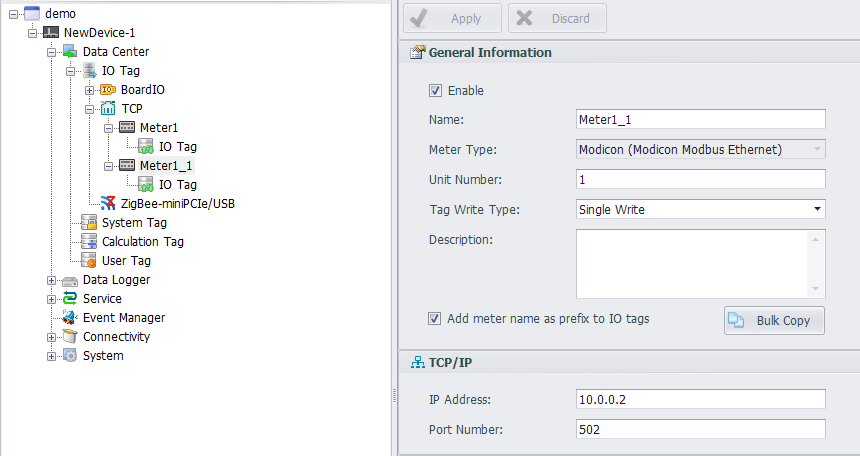 demo
NewDevice-1
Data Center
IO Tag
BoardIO
TCP
Meter1
IO Tag
Meter1_1
IO Tag
ZigBee-miniPCIe/USB
System Tag
Calculation Tag
User Tag
Data Logger
Service
Event Manager
Connectivity
System
Apply Discard
General Information
Enable
Name: Meter1_1
Meter Type: Modicon (Modicon Modbus Ethernet)
Unit Number: 1
Tag Write Type: Single Write
Description:
Add meter name as prefix to IO tags Bulk Copy
TCP/IP
IP Address: 10.0.0.2
Port Number: 502